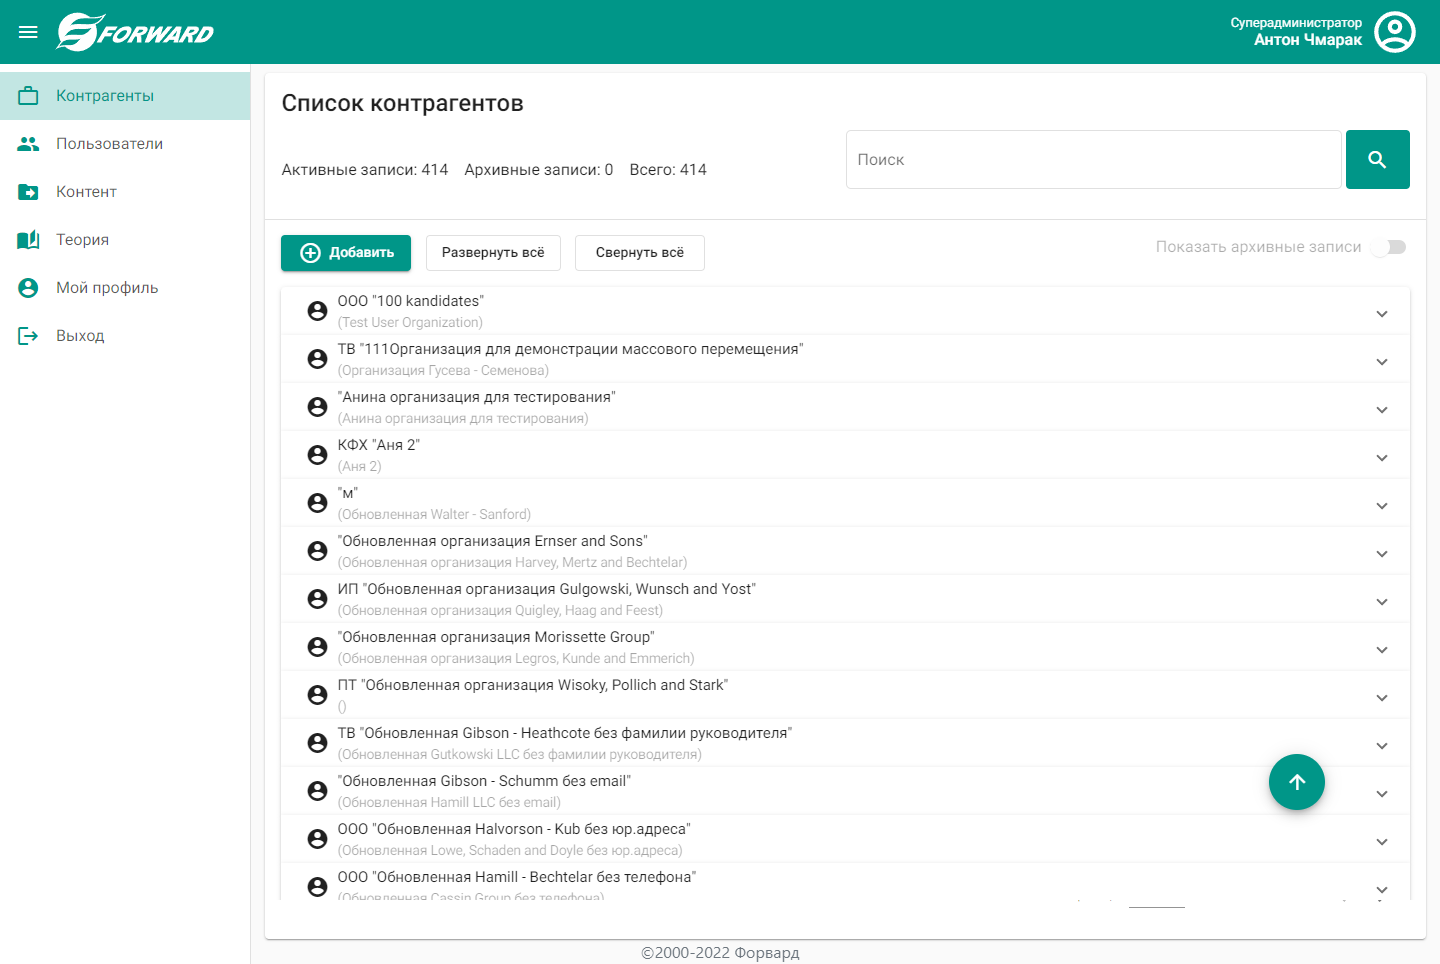 FORWARD
Суперадминистратор
Антон Чмарак
Контрагенты
Пользователи
Контент
Теория
Мой профиль
Выход
Список контрагентов
Активные записи: 414 Архивные записи: 0 Всего: 414
Поиск
Добавить
Развернуть всё
Свернуть всё
Показать архивные записи
ООО "100 kandidates"
(Test User Organization)
ТВ "111Организация для демонстрации массового перемещения"
(Организация Гусева - Семенова)
"Анина организация для тестирования"
(Анина организация для тестирования)
КФХ "Аня 2"
(Аня 2)
"м"
(Обновленная Walter - Sanford)
"Обновленная организация Ernser and Sons"
(Обновленная организация Harvey, Mertz and Bechtelar)
ИП "Обновленная организация Gulgowski, Wunsch and Yost"
(Обновленная организация Quigley, Haag and Feest)
"Обновленная организация Morissette Group"
(Обновленная организация Legros, Kunde and Emmerich)
ПТ "Обновленная организация Wisoky, Pollich and Stark"
()
ТВ "Обновленная Gibson - Heathcote без фамилии руководителя"
(Обновленная Gutkowski LLC без фамилии руководителя)
"Обновленная Gibson - Schumm без email"
(Обновленная Hamill LLC без email)
ООО "Обновленная Halvorson - Kub без юр.адреса"
(Обновленная Lowe, Schaden and Doyle без юр.адреса)
ООО "Обновленная Hamill - Bechtelar без телефона"
(Обновленная Cassin Group без телефона)
©2000-2022 Форвард